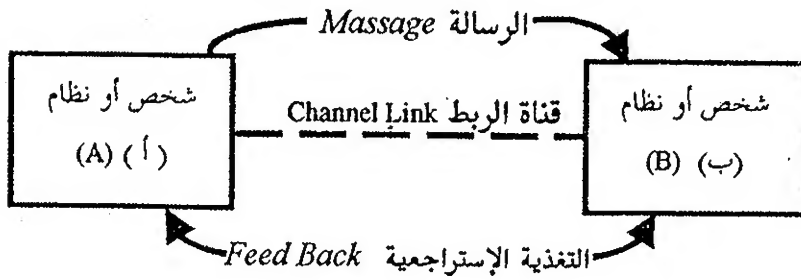 الرسالة Massage
شخص أو نظام
(أ) (A)
قناة الربط Channel Link
شخص أو نظام
(ب) (B)
التغذية الإستراجعية Feed Back